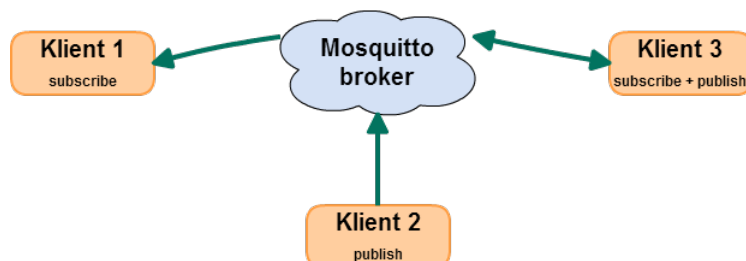 Klient 1
subscribe
Mosquitto
broker
Klient 3
subscribe + publish
Klient 2
publish